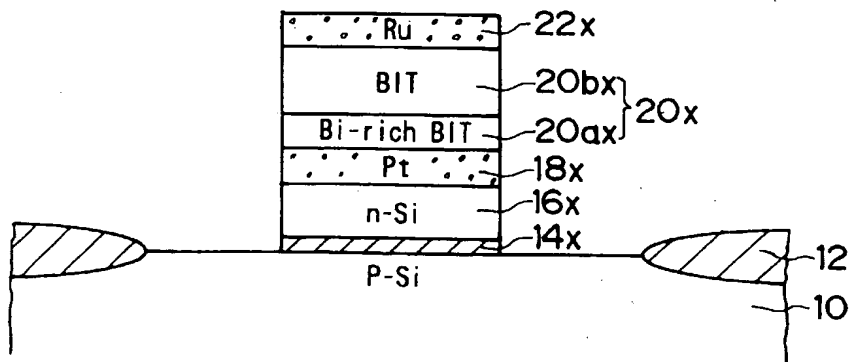 Ru 22x
BIT 20bx
20x
Bi-rich BIT 20ax
Pt 18x
n-Si 16x
14x
P-Si
12
10